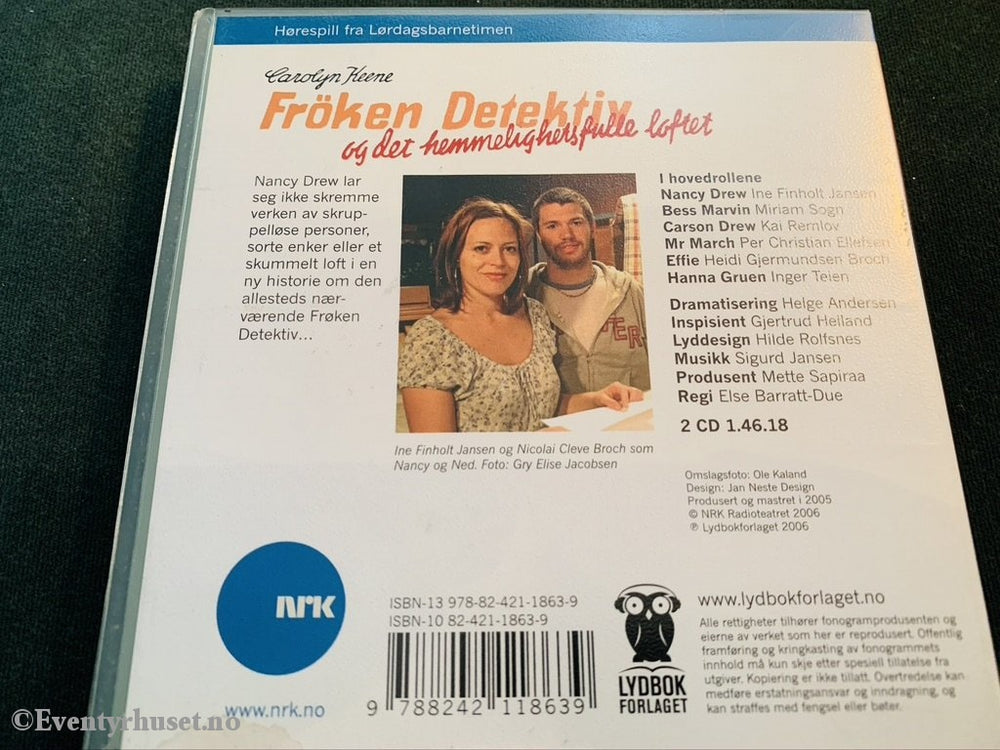 Hørespill fra Lørdagsbarnetimen
Carolyn Keene
Fröken Detektiv
og det hemmelighetsfulle loftet
Nancy Drew lar
seg ikke skremme
verken av skrup-
pelløse personer,
sorte enker eller et
skummelt loft i en
ny historie om den
allesteds nær-
værende Frøken
Detektiv...
Ine Finholt Jansen og Nicolai Cleve Broch som
Nancy og Ned. Foto: Gry Elise Jacobsen
I hovedrollene
Nancy Drew Ine Finholt Jansen
Bess Marvin Miriam Sogn
Carson Drew Kai Remlov
Mr March Per Christian Ellefsen
Effie Heidi Gjermundsen Broch
Hanna Gruen Inger Teien
Dramatisering Helge Andersen
Inspisient Gjertrud Heiland
Lyddesign Hilde Rolfsnes
Musikk Sigurd Jansen
Produsent Mette Sapiraa
Regi Else Barratt-Due
2 CD 1.46.18
Omslagsfoto: Ole Kaland
Design: Jan Neste Design
Produsert og mastret i 2005
© NRK Radioteatret 2006
℗ Lydbokforlaget 2006
nrk
www.nrk.no
ISBN-13 978-82-421-1863-9
ISBN-10 82-421-1863-9
9 788242 118639
LYDBOK
FORLAGET
www.lydbokforlaget.no
Alle rettigheter tilhører fonogramprodusenten og
eierne av verket som her er reprodusert. Offentlig
framføring og kringkasting av fonogrammets
innhold må kun skje etter spesiell tillatelse fra
utgiver. Kopiering er ikke tillatt. Overtredelse kan
medføre erstatningsansvar og inndragning, og
kan straffes med fengsel eller bøter.
©Eventyrhuset.no